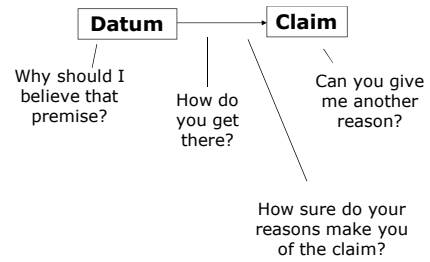 Datum
Claim
Why should I
believe that
premise?
How do
you get
there?
Can you give
me another
reason?
How sure do your
reasons make you
of the claim?